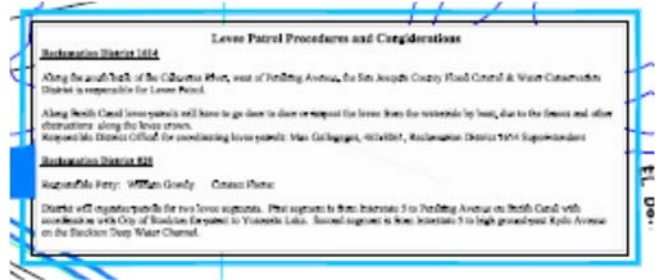 Levee Patrol Procedures and Considerations
Reclamation District 1614
Along the south bank of the Calaveras River, west of Pershing Avenue, the San Joaquin County Flood Control & Water Conservation
District is responsible for Levee Patrol.
Along Smith Canal levee patrols will have to go door to door or inspect the levee from the waterside by boat, due to the fences and other
obstructions along the levee crown.
Responsible District Official for coordinating levee patrols: Reclamation District 1614 Superintendent
Reclamation District 828
Responsible Party: William Contact Phone:
District will organize patrols for two levee segments. First segment is from Interstate 5 to Pershing Avenue on Smith Canal with
coordination with City of Stockton for patrol to Yosemite Lake. Second segment is from Interstate 5 to high ground Avenue
on the Stockton Deep Water Channel.